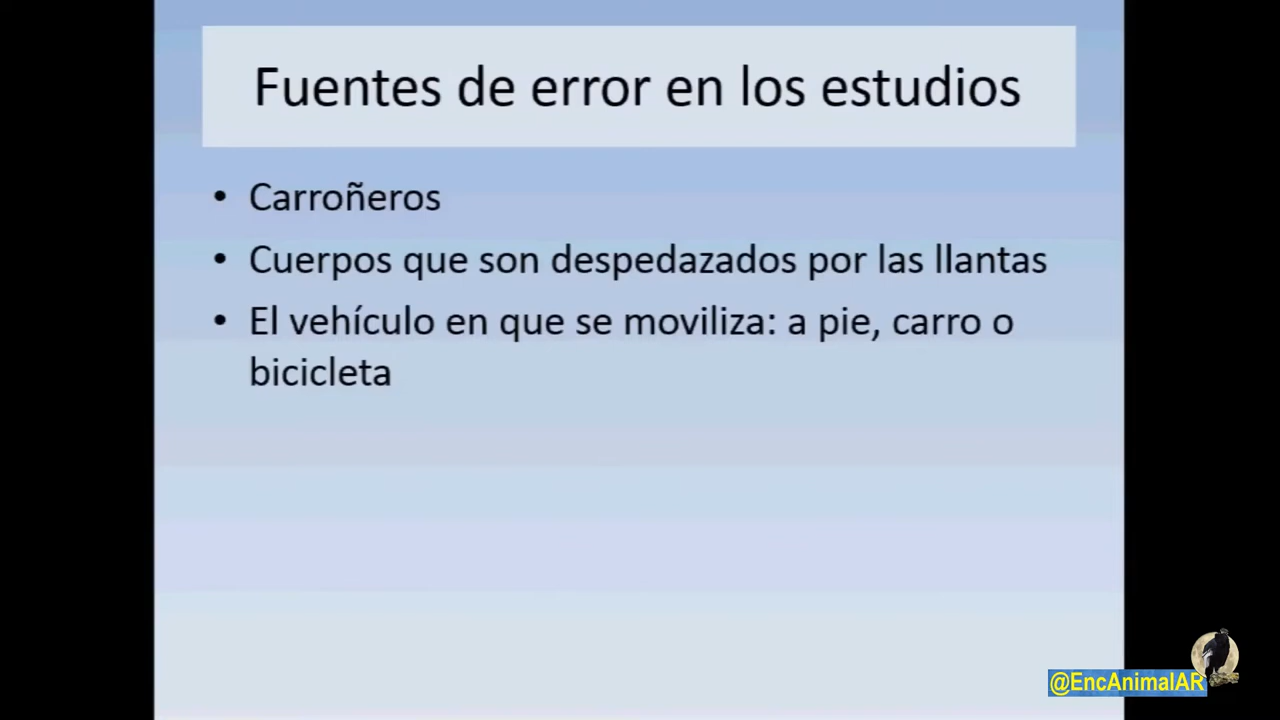 Fuentes de error en los estudios
• Carroñeros
• Cuerpos que son despedazados por las llantas
• El vehículo en que se moviliza: a pie, carro o
bicicleta
@EncAnimalAR